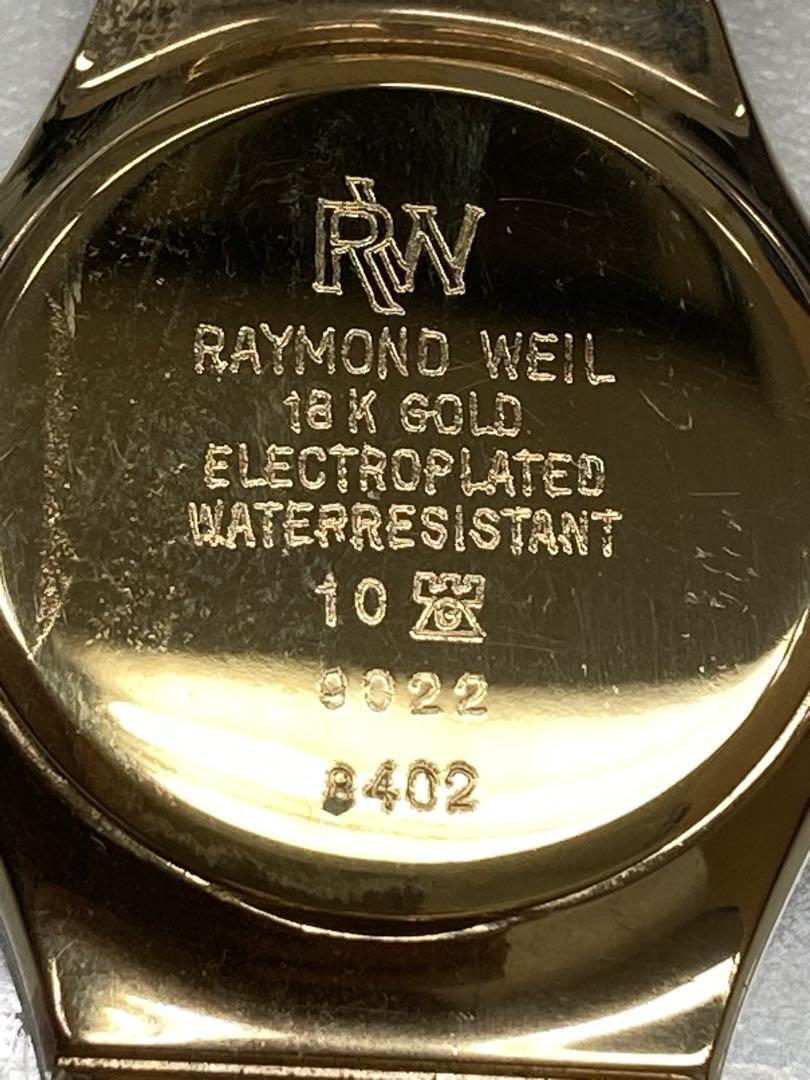 RW
RAYMOND WEIL
18 K GOLD
ELECTROPLATED
WATERRESISTANT
10 G
9022
8402